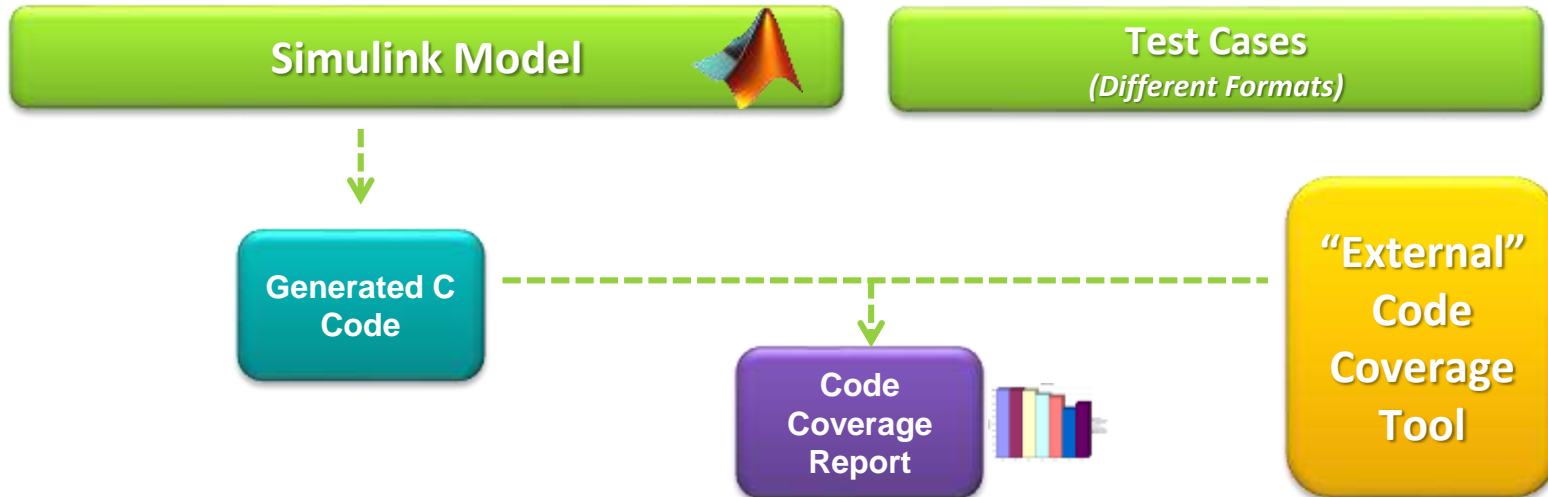 Simulink Model
Test Cases
(Different Formats)
Generated C
Code
“External”
Code
Coverage
Tool
Code
Coverage
Report